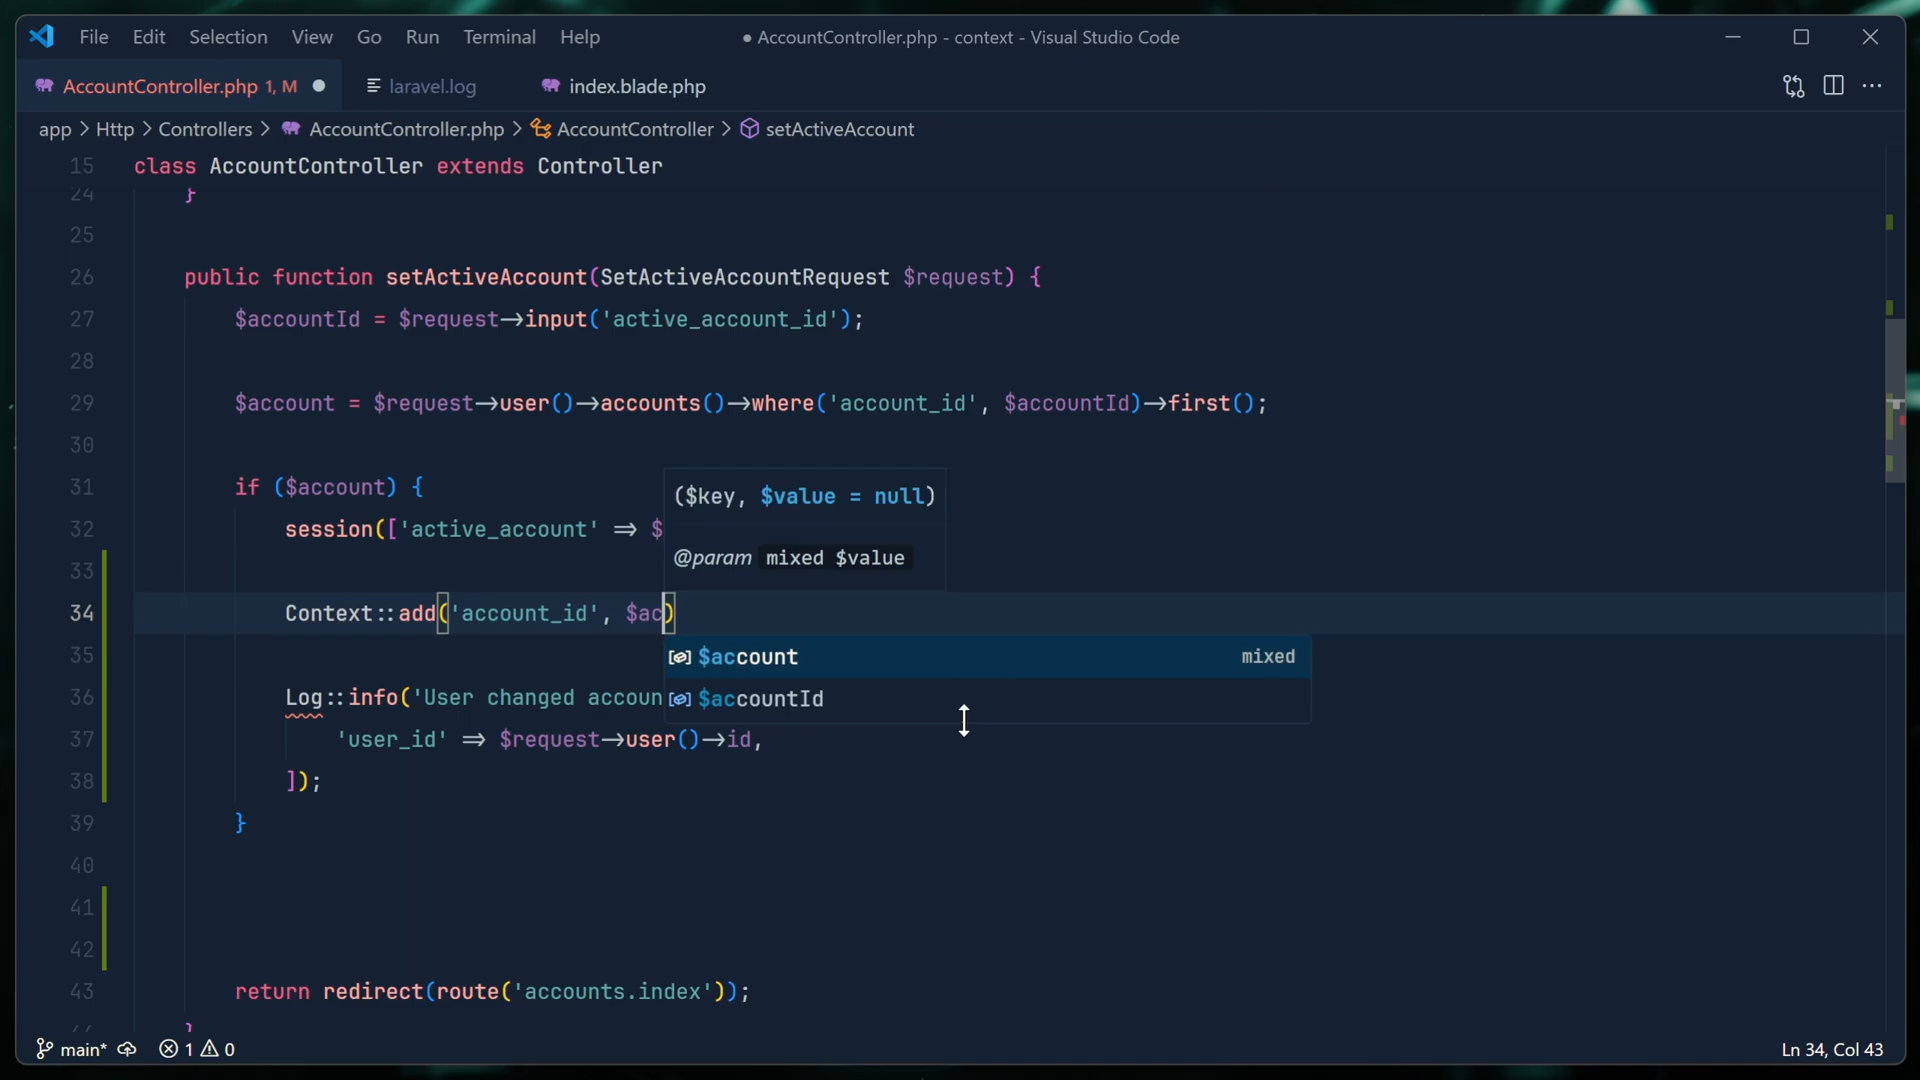 File Edit Selection View Go Run Terminal Help
● AccountController.php - context - Visual Studio Code
AccountController.php 1, M ●
laravel.log
index.blade.php
app > Http > Controllers > AccountController.php > AccountController > setActiveAccount
15 class AccountController extends Controller
24 }
25
26 public function setActiveAccount(SetActiveAccountRequest $request) {
27 $accountId = $request->input('active_account_id');
28
29 $account = $request->user()->accounts()->where('account_id', $accountId)->first();
30
31 if ($account) {
($key, $value = null)
32 session(['active_account' => $
@param mixed $value
33
34 Context::add('account_id', $ac)
35
$account mixed
36 Log::info('User changed accoun
$accountId
37 'user_id' => $request->user()->id,
38 ]);
39 }
40
41
42
43 return redirect(route('accounts.index'));
44 }
main* 1 0
Ln 34, Col 43